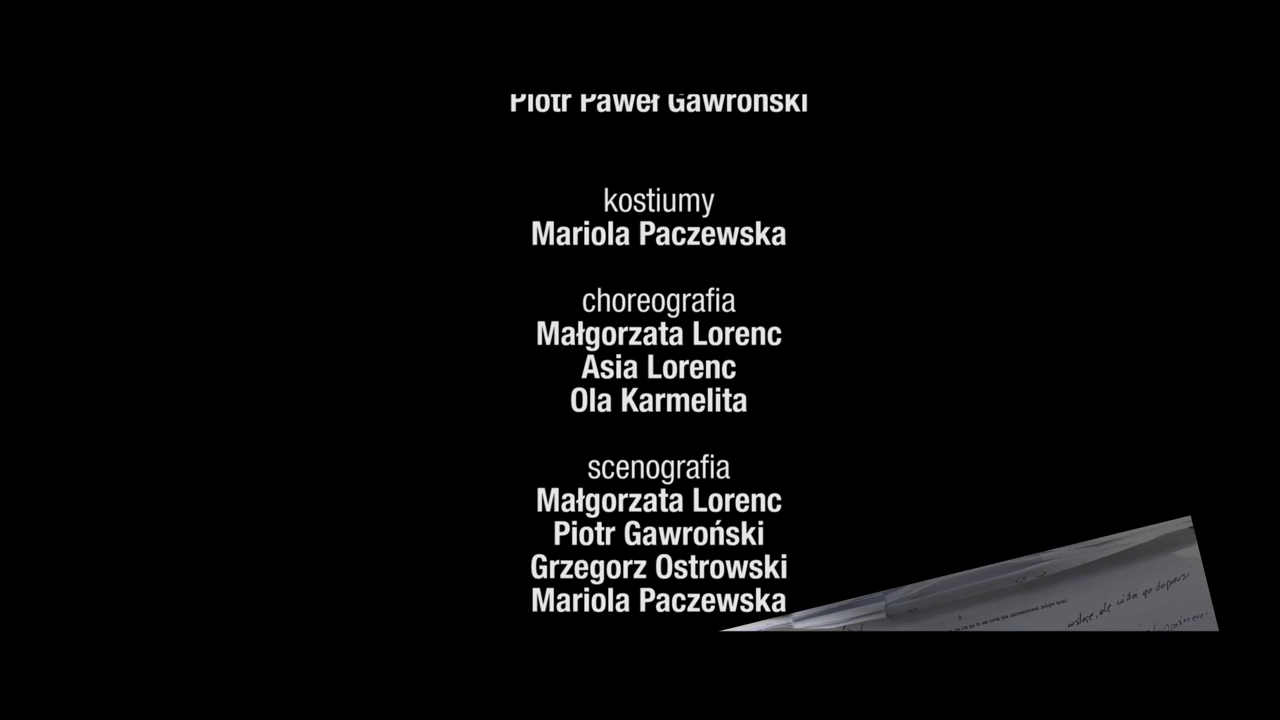 Piotr Paweł Gawroński
kostiumy
Mariola Paczewska
choreografia
Małgorzata Lorenc
Asia Lorenc
Ola Karmelita
scenografia
Małgorzata Lorenc
Piotr Gawroński
Grzegorz Ostrowski
Mariola Paczewska